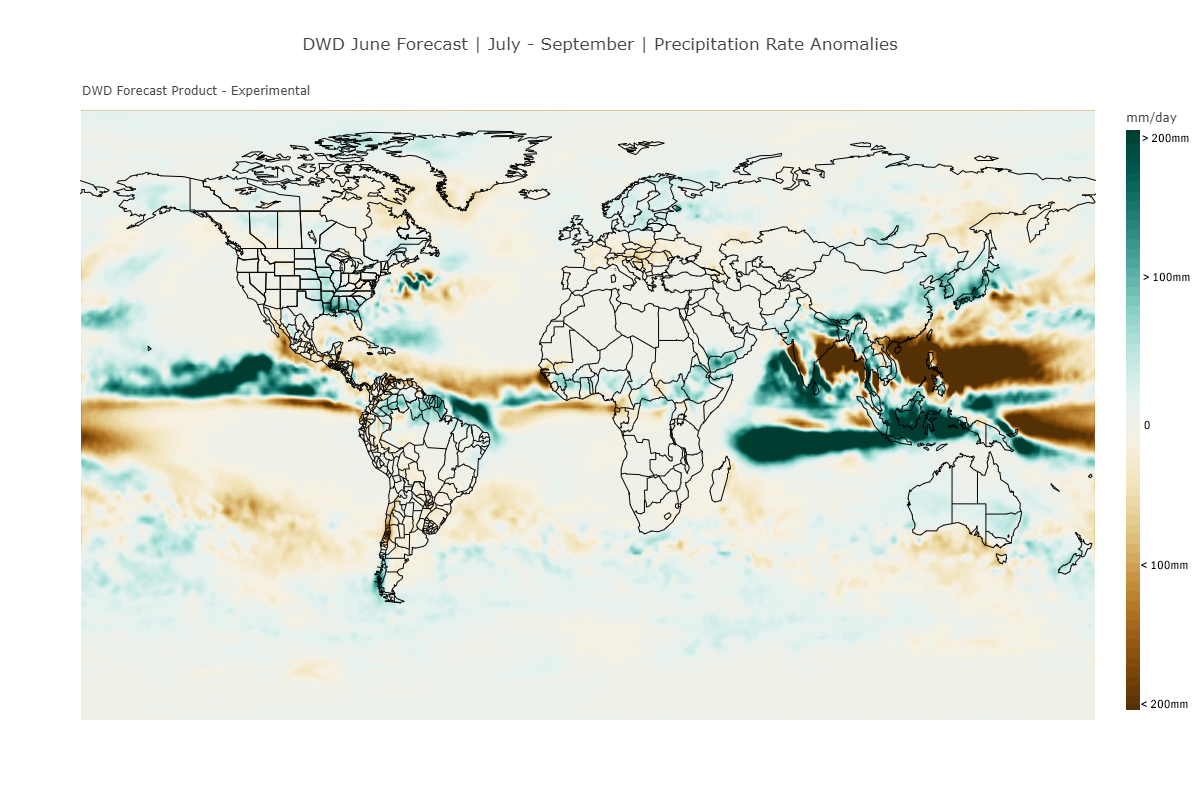 DWD June Forecast | July - September | Precipitation Rate Anomalies
DWD Forecast Product - Experimental
mm/day
> 200mm
> 100mm
0
< 100mm
< 200mm